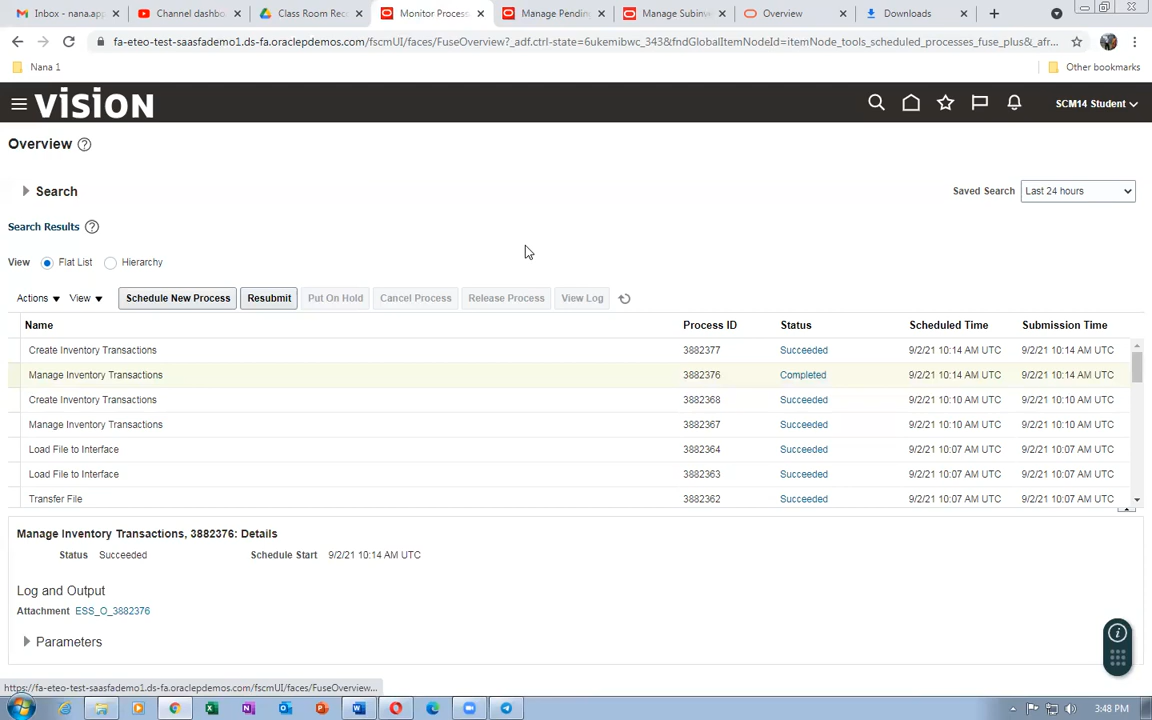 Inbox - nana.app
Channel dashbo
Class Room Rec
Monitor Process
Manage Pending
Manage Subinv
Overview
Downloads
fa-eteo-test-saasfademo1.ds-fa.oraclepdemos.com/fscmUI/faces/FuseOverview?_adf.ctrl-state=6ukemibwc_343&fndGlobalItemNodeId=itemNode_tools_scheduled_processes_fuse_plus&_afr...
Nana 1
Other bookmarks
vision
SCM14 Student
Overview
Search
Saved Search Last 24 hours
Search Results
View Flat List Hierarchy
Actions View Schedule New Process Resubmit Put On Hold Cancel Process Release Process View Log
Name Process ID Status Scheduled Time Submission Time
Create Inventory Transactions 3882377 Succeeded 9/2/21 10:14 AM UTC 9/2/21 10:14 AM UTC
Manage Inventory Transactions 3882376 Completed 9/2/21 10:14 AM UTC 9/2/21 10:14 AM UTC
Create Inventory Transactions 3882368 Succeeded 9/2/21 10:10 AM UTC 9/2/21 10:10 AM UTC
Manage Inventory Transactions 3882367 Succeeded 9/2/21 10:10 AM UTC 9/2/21 10:10 AM UTC
Load File to Interface 3882364 Succeeded 9/2/21 10:07 AM UTC 9/2/21 10:07 AM UTC
Load File to Interface 3882363 Succeeded 9/2/21 10:07 AM UTC 9/2/21 10:07 AM UTC
Transfer File 3882362 Succeeded 9/2/21 10:07 AM UTC 9/2/21 10:07 AM UTC
Manage Inventory Transactions, 3882376: Details
Status Succeeded Schedule Start 9/2/21 10:14 AM UTC
Log and Output
Attachment ESS_O_3882376
Parameters
https://fa-eteo-test-saasfademo1.ds-fa.oraclepdemos.com/fscmUI/faces/FuseOverview...
3:48 PM